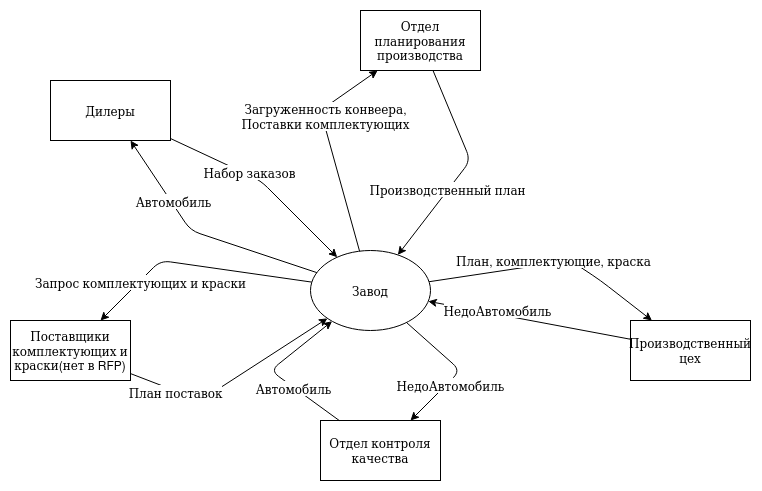 Отдел
планирования
производства
Дилеры
Загруженность конвеера,
Поставки комплектующих
Набор заказов
Производственный план
Автомобиль
План, комплектующие, краска
Запрос комплектующих и краски
Завод
НедоАвтомобиль
Поставщики
комплектующих и
краски(нет в RFP)
Производственный
цех
План поставок
Автомобиль
НедоАвтомобиль
Отдел контроля
качества